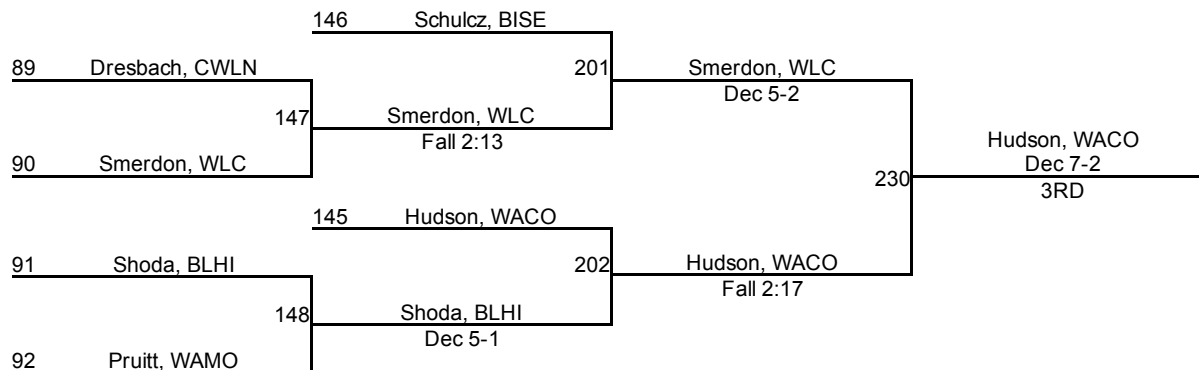 146 Schulcz, BISE
89 Dresbach, CWLN
201 Smerdon, WLC
Dec 5-2
147 Smerdon, WLC
Fall 2:13
Hudson, WACO
Dec 7-2
90 Smerdon, WLC
230
3RD
145 Hudson, WACO
91 Shoda, BLHI
202 Hudson, WACO
Fall 2:17
148 Shoda, BLHI
Dec 5-1
92 Pruitt, WAMO